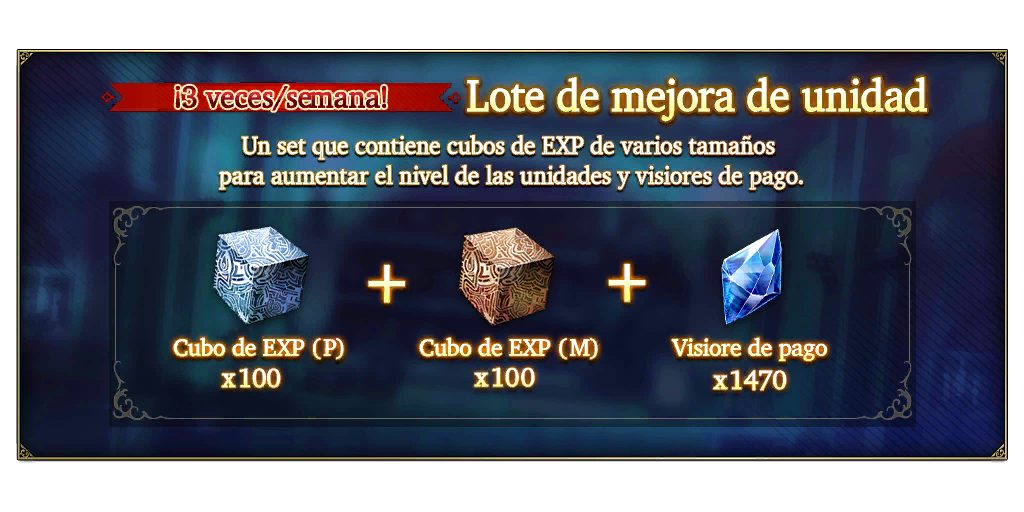 ¡3 veces/semana!
Lote de mejora de unidad
Un set que contiene cubos de EXP de varios tamaños
para aumentar el nivel de las unidades y visiores de pago.
+
+
Cubo de EXP (P)
x100
Cubo de EXP (M)
x100
Visiore de pago
x1470